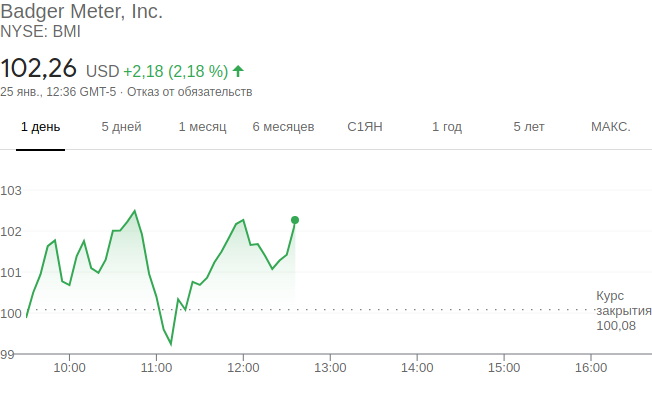 Badger Meter, Inc.
NYSE: BMI
102,26 USD +2,18 (2,18 %)
25 янв., 12:36 GMT-5 · Отказ от обязательств
1 день 5 дней 1 месяц 6 месяцев С1ЯН 1 год 5 лет МАКС.
103
102
101
100
99
Курс
закрытия
100,08
10:00 11:00 12:00 13:00 14:00 15:00 16:00